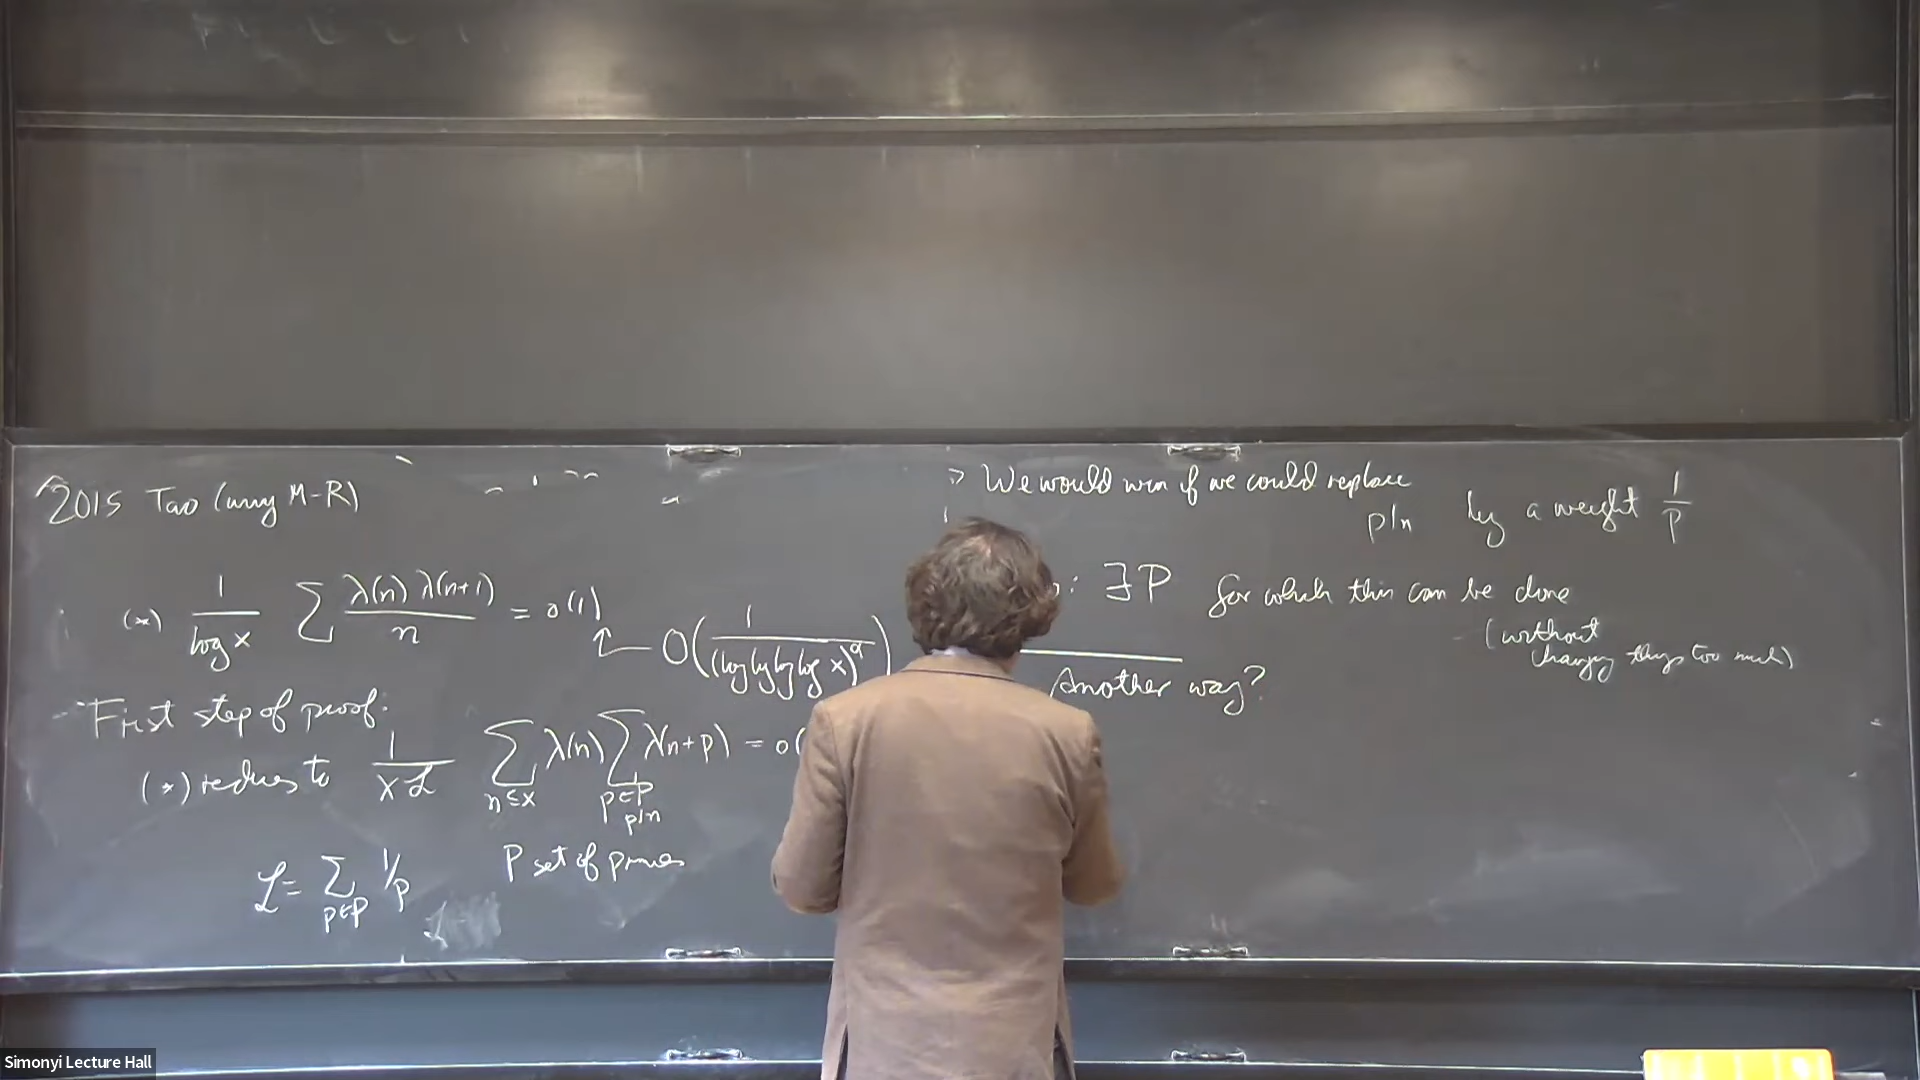 2015 Tao (using M-R)
(*) 1/log x ∑ λ(n) λ(n+1)/n = o(1)
↑ O(1/(log log log log x)^α)
First step of proof:
(*) reduces to 1/(x ℒ) ∑_{n≤x} λ(n) ∑_{p∈P, p|n} λ(n+p) = o(
ℒ = ∑_{p∈P} 1/p
P set of primes
> We would win if we could replace
p|n by a weight 1/p
: ∃P for which this can be done
(without
changing things too much)
Another way?
Simonyi Lecture Hall